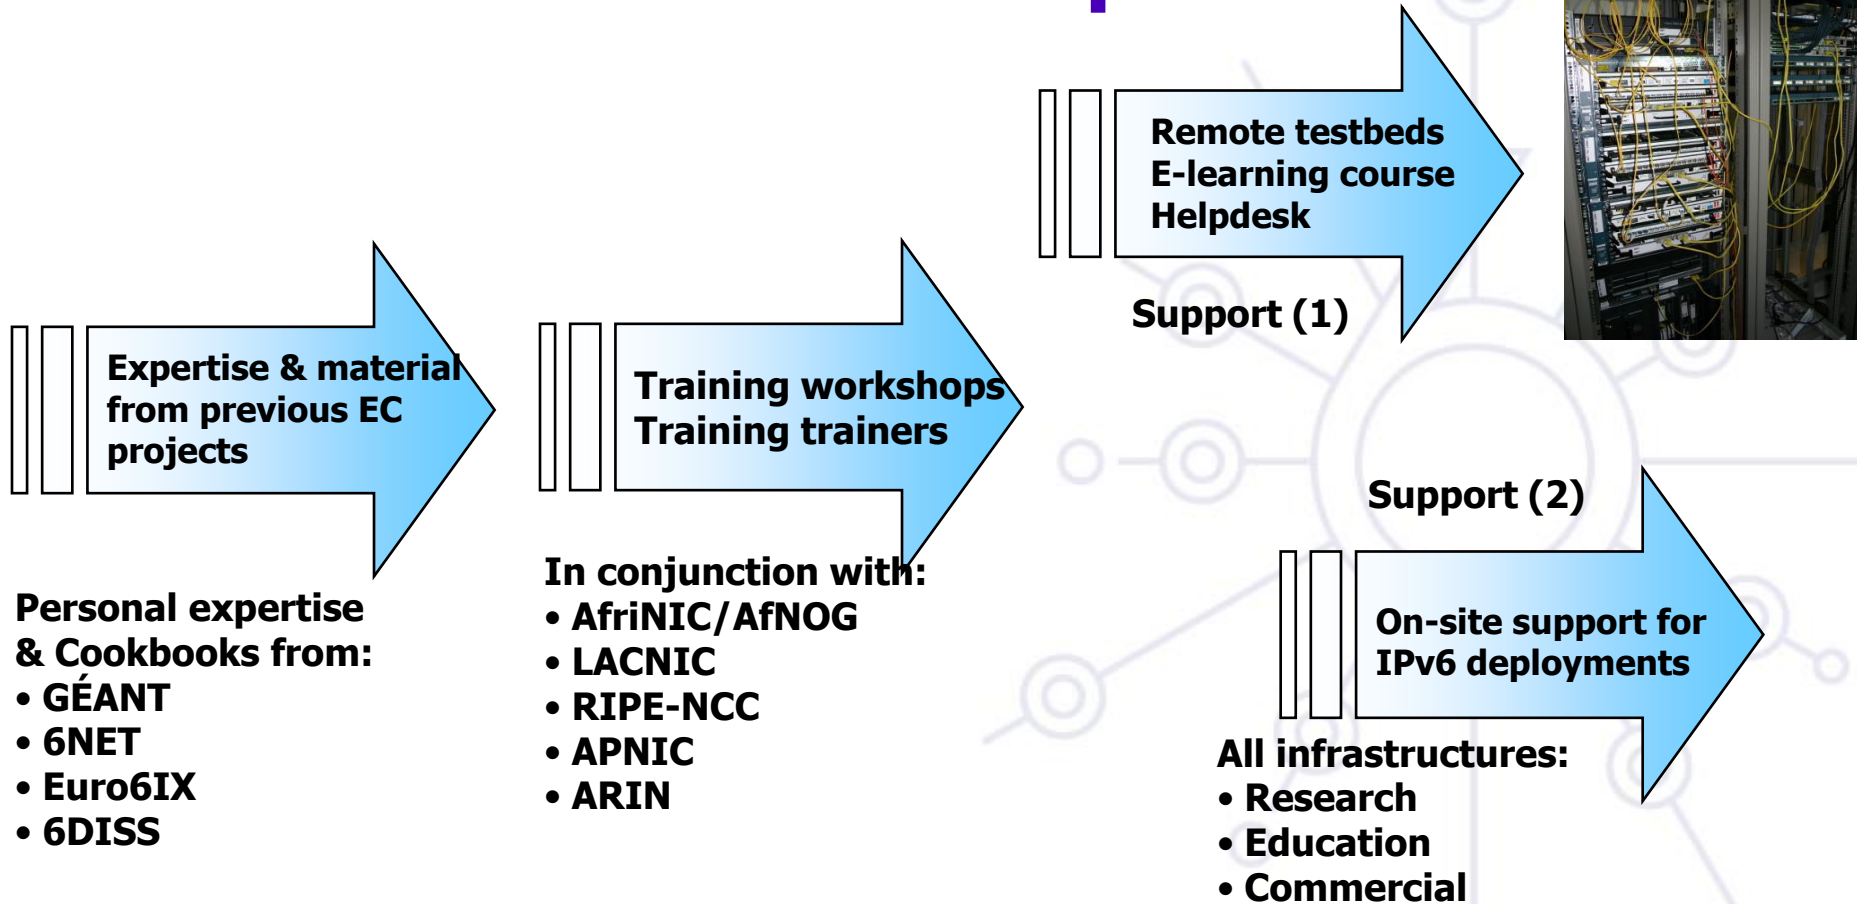 Expertise & material
from previous EC
projects
Personal expertise
& Cookbooks from:
• GÉANT
• 6NET
• Euro6IX
• 6DISS
Training workshops
Training trainers
In conjunction with:
• AfriNIC/AfNOG
• LACNIC
• RIPE-NCC
• APNIC
• ARIN
Remote testbeds
E-learning course
Helpdesk
Support (1)
Support (2)
On-site support for
IPv6 deployments
All infrastructures:
• Research
• Education
• Commercial